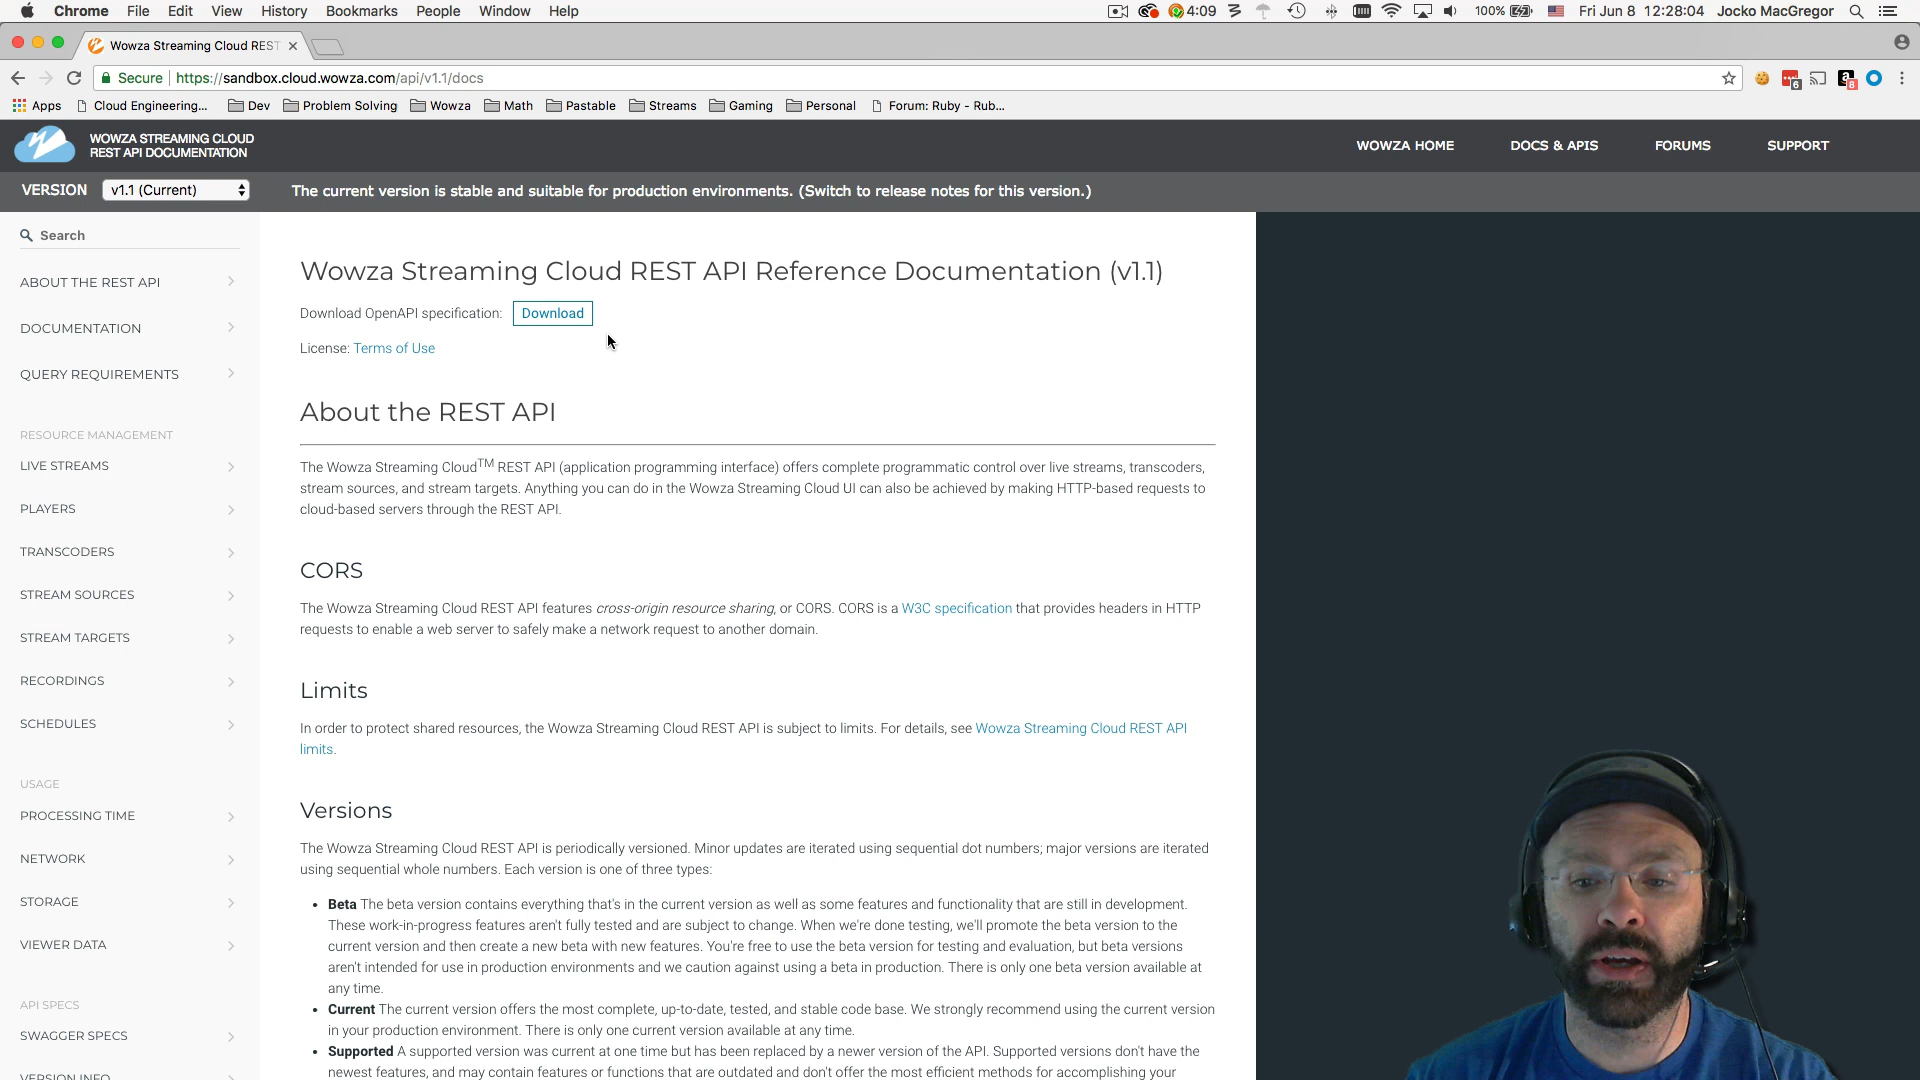 Chrome File Edit View History Bookmarks People Window Help 4:09 100% Fri Jun 8 12:28:04 Jocko MacGregor
Wowza Streaming Cloud REST
Secure https://sandbox.cloud.wowza.com/api/v1.1/docs
6 8
Apps Cloud Engineering... Dev Problem Solving Wowza Math Pastable Streams Gaming Personal Forum: Ruby - Rub...
WOWZA STREAMING CLOUD
REST API DOCUMENTATION
WOWZA HOME DOCS & APIS FORUMS SUPPORT
VERSION v1.1 (Current) The current version is stable and suitable for production environments. (Switch to release notes for this version.)
Search
ABOUT THE REST API
DOCUMENTATION
QUERY REQUIREMENTS
RESOURCE MANAGEMENT
LIVE STREAMS
PLAYERS
TRANSCODERS
STREAM SOURCES
STREAM TARGETS
RECORDINGS
SCHEDULES
USAGE
PROCESSING TIME
NETWORK
STORAGE
VIEWER DATA
API SPECS
SWAGGER SPECS
VERSION INFO
Wowza Streaming Cloud REST API Reference Documentation (v1.1)
Download OpenAPI specification: Download
License: Terms of Use
About the REST API
The Wowza Streaming Cloud™ REST API (application programming interface) offers complete programmatic control over live streams, transcoders,
stream sources, and stream targets. Anything you can do in the Wowza Streaming Cloud UI can also be achieved by making HTTP-based requests to
cloud-based servers through the REST API.
CORS
The Wowza Streaming Cloud REST API features cross-origin resource sharing, or CORS. CORS is a W3C specification that provides headers in HTTP
requests to enable a web server to safely make a network request to another domain.
Limits
In order to protect shared resources, the Wowza Streaming Cloud REST API is subject to limits. For details, see Wowza Streaming Cloud REST API
limits.
Versions
The Wowza Streaming Cloud REST API is periodically versioned. Minor updates are iterated using sequential dot numbers; major versions are iterated
using sequential whole numbers. Each version is one of three types:
• Beta The beta version contains everything that's in the current version as well as some features and functionality that are still in development.
These work-in-progress features aren't fully tested and are subject to change. When we're done testing, we'll promote the beta version to the
current version and then create a new beta with new features. You're free to use the beta version for testing and evaluation, but beta versions
aren't intended for use in production environments and we caution against using a beta in production. There is only one beta version available at
any time.
• Current The current version offers the most complete, up-to-date, tested, and stable code base. We strongly recommend using the current version
in your production environment. There is only one current version available at any time.
• Supported A supported version was current at one time but has been replaced by a newer version of the API. Supported versions don't have the
newest features, and may contain features or functions that are outdated and don't offer the most efficient methods for accomplishing your